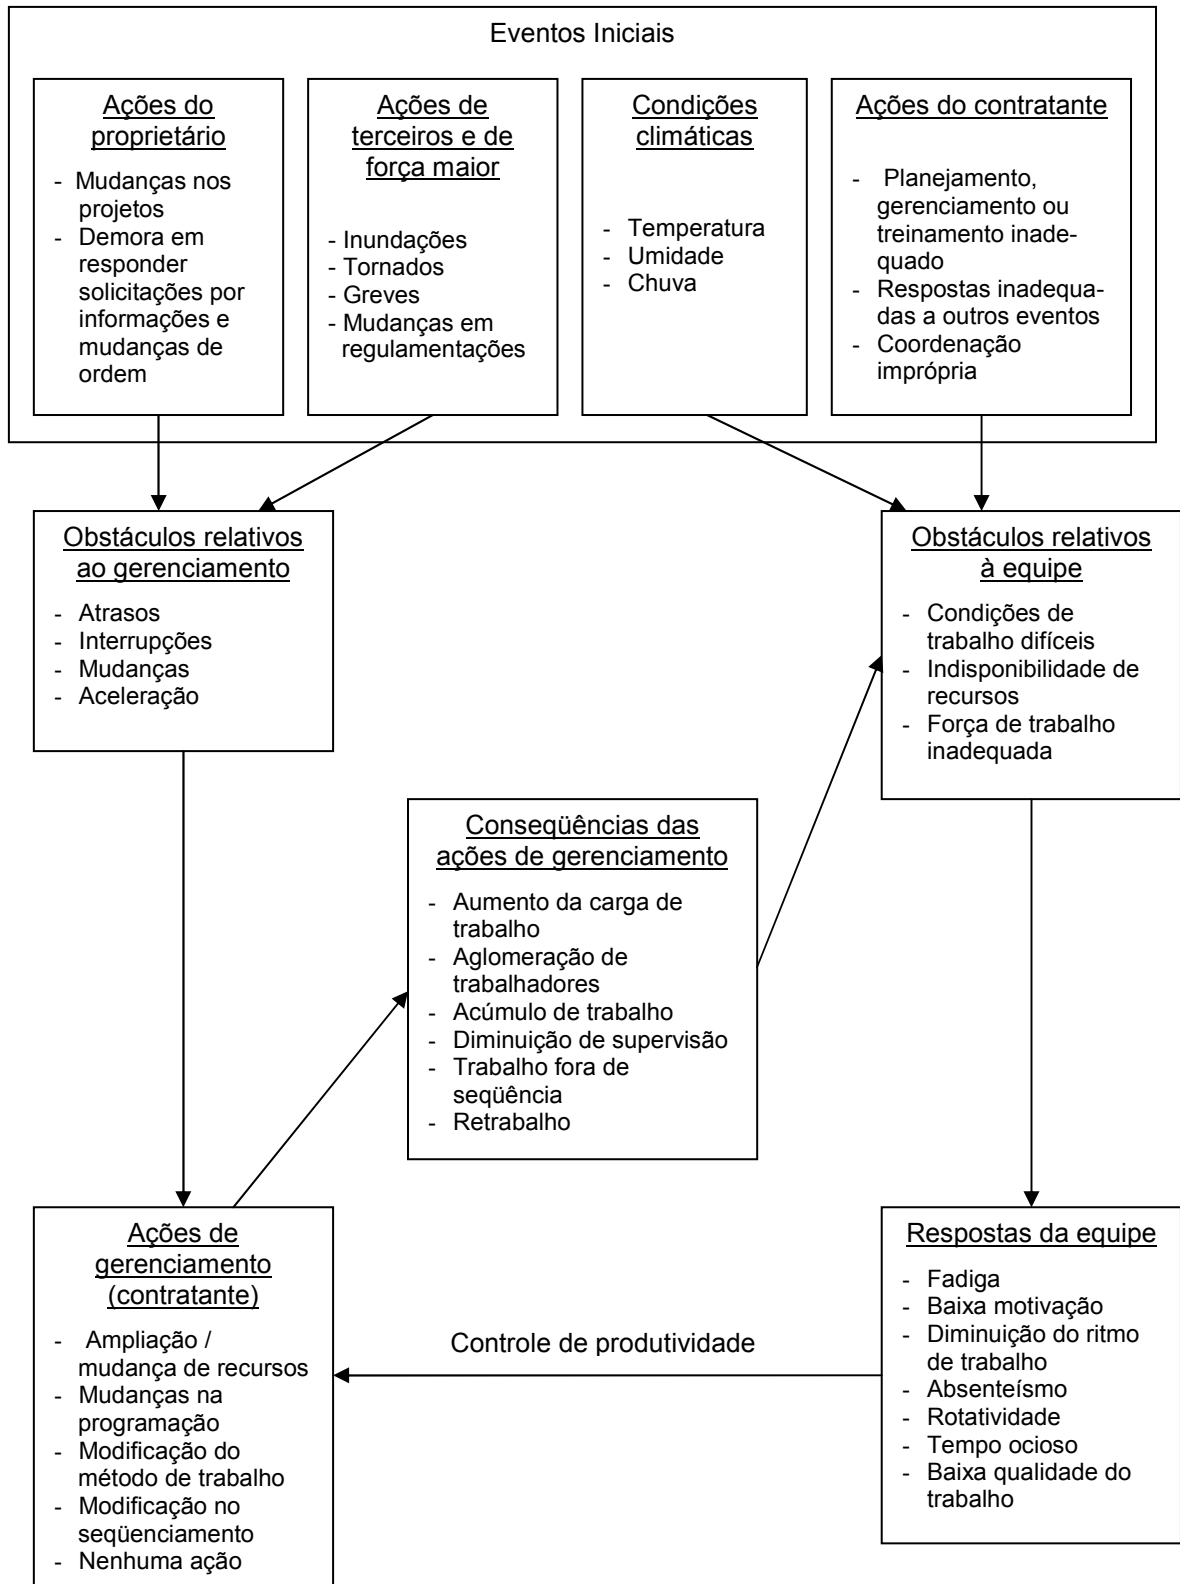 Eventos Iniciais
Ações do
proprietário
- Mudanças nos
projetos
- Demora em
responder
solicitações por
informações e
mudanças de
ordem
Ações de
terceiros e de
força maior
- Inundações
- Tornados
- Greves
- Mudanças em
regulamentações
Condições
climáticas
- Temperatura
- Umidade
- Chuva
Ações do contratante
- Planejamento,
gerenciamento ou
treinamento inade-
quado
- Respostas inadequa-
das a outros eventos
- Coordenação
imprópria
Obstáculos relativos
ao gerenciamento
- Atrasos
- Interrupções
- Mudanças
- Aceleração
Obstáculos relativos
à equipe
- Condições de
trabalho difíceis
- Indisponibilidade de
recursos
- Força de trabalho
inadequada
Conseqüências das
ações de gerenciamento
- Aumento da carga de
trabalho
- Aglomeração de
trabalhadores
- Acúmulo de trabalho
- Diminuição de supervisão
- Trabalho fora de
seqüência
- Retrabalho
Ações de
gerenciamento
(contratante)
- Ampliação /
mudança de recursos
- Mudanças na
programação
- Modificação do
método de trabalho
- Modificação no
seqüenciamento
- Nenhuma ação
Controle de produtividade
Respostas da equipe
- Fadiga
- Baixa motivação
- Diminuição do ritmo
de trabalho
- Absenteísmo
- Rotatividade
- Tempo ocioso
- Baixa qualidade do
trabalho